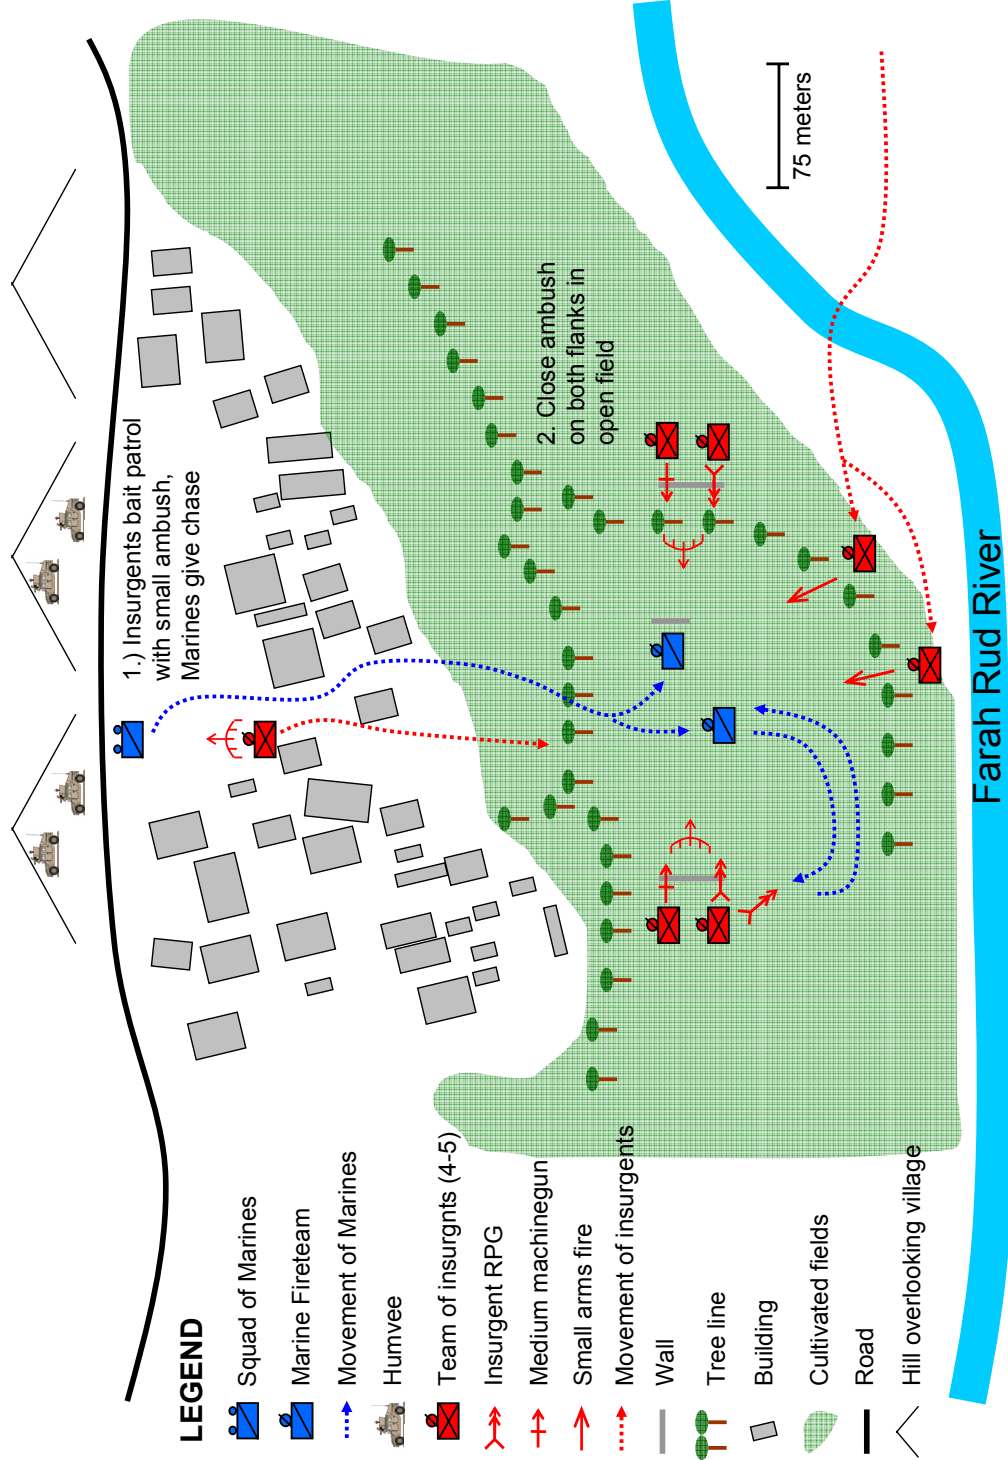 1.) Insurgents bait patrol
with small ambush,
Marines give chase
2. Close ambush
on both flanks in
open field
75 meters
Farah Rud River
LEGEND
Squad of Marines
Marine Fireteam
Movement of Marines
Humvee
Team of insurgnts (4-5)
Insurgent RPG
Medium machinegun
Small arms fire
Movement of insurgents
Wall
Tree line
Building
Cultivated fields
Road
Hill overlooking village